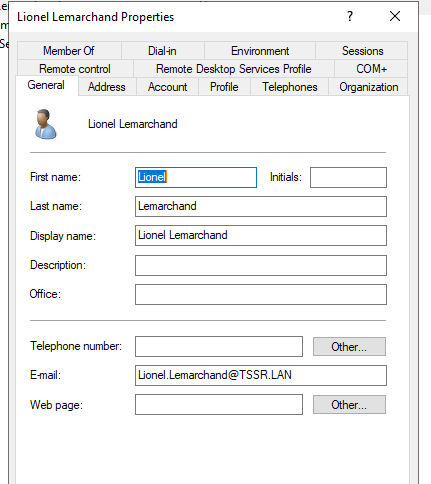 Lionel Lemarchand Properties
? ×
Member Of Dial-in Environment Sessions
Remote control Remote Desktop Services Profile COM+
General Address Account Profile Telephones Organization
Lionel Lemarchand
First name: Lionel Initials:
Last name: Lemarchand
Display name: Lionel Lemarchand
Description:
Office:
Telephone number: Other...
E-mail: Lionel.Lemarchand@TSSR.LAN
Web page: Other...